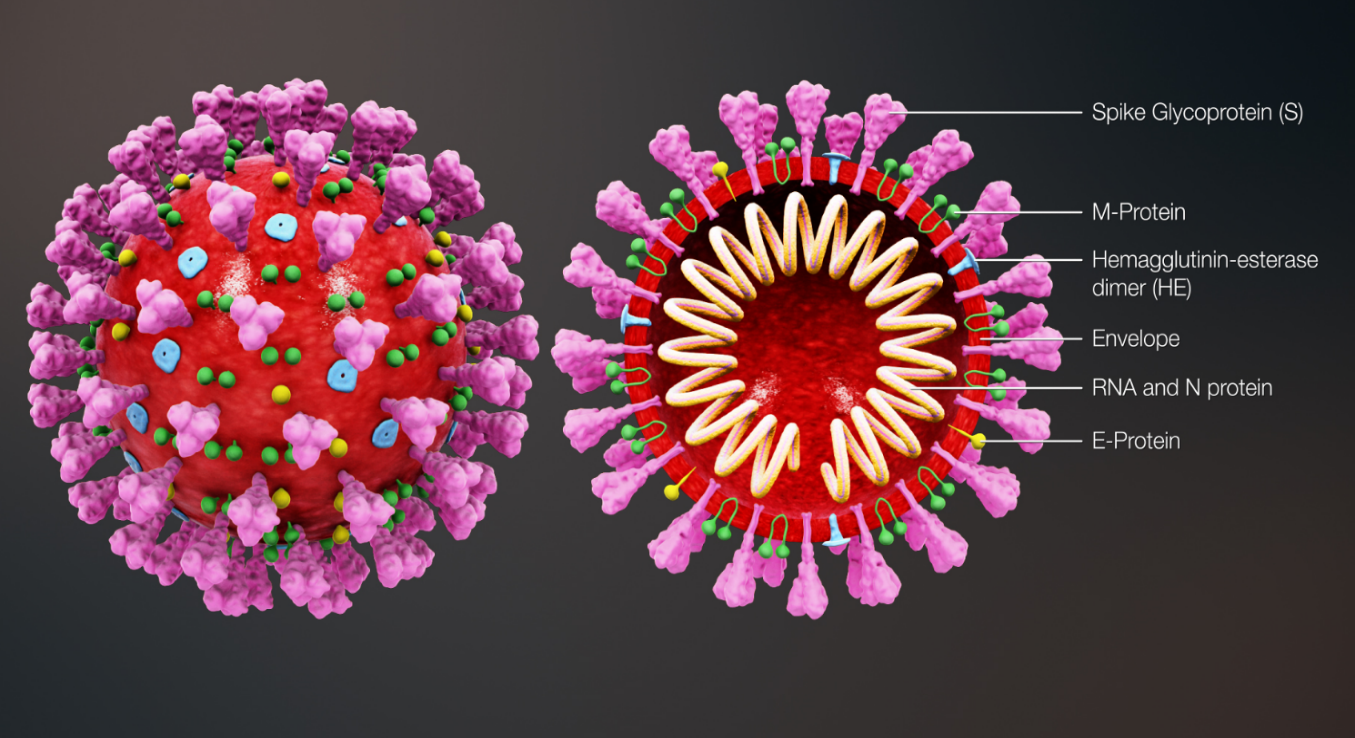 Spike Glycoprotein (S)
M-Protein
Hemagglutinin-esterase
dimer (HE)
Envelope
RNA and N protein
E-Protein